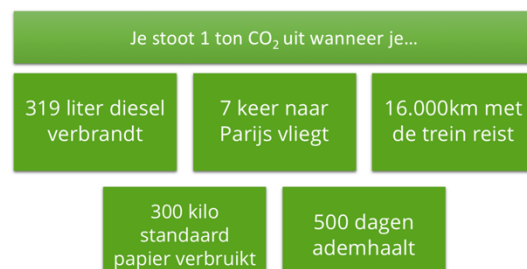 Je stoot 1 ton CO₂ uit wanneer je…
319 liter diesel
verbrandt
7 keer naar
Parijs vliegt
16.000km met
de trein reist
300 kilo
standaard
papier verbruikt
500 dagen
ademhaalt